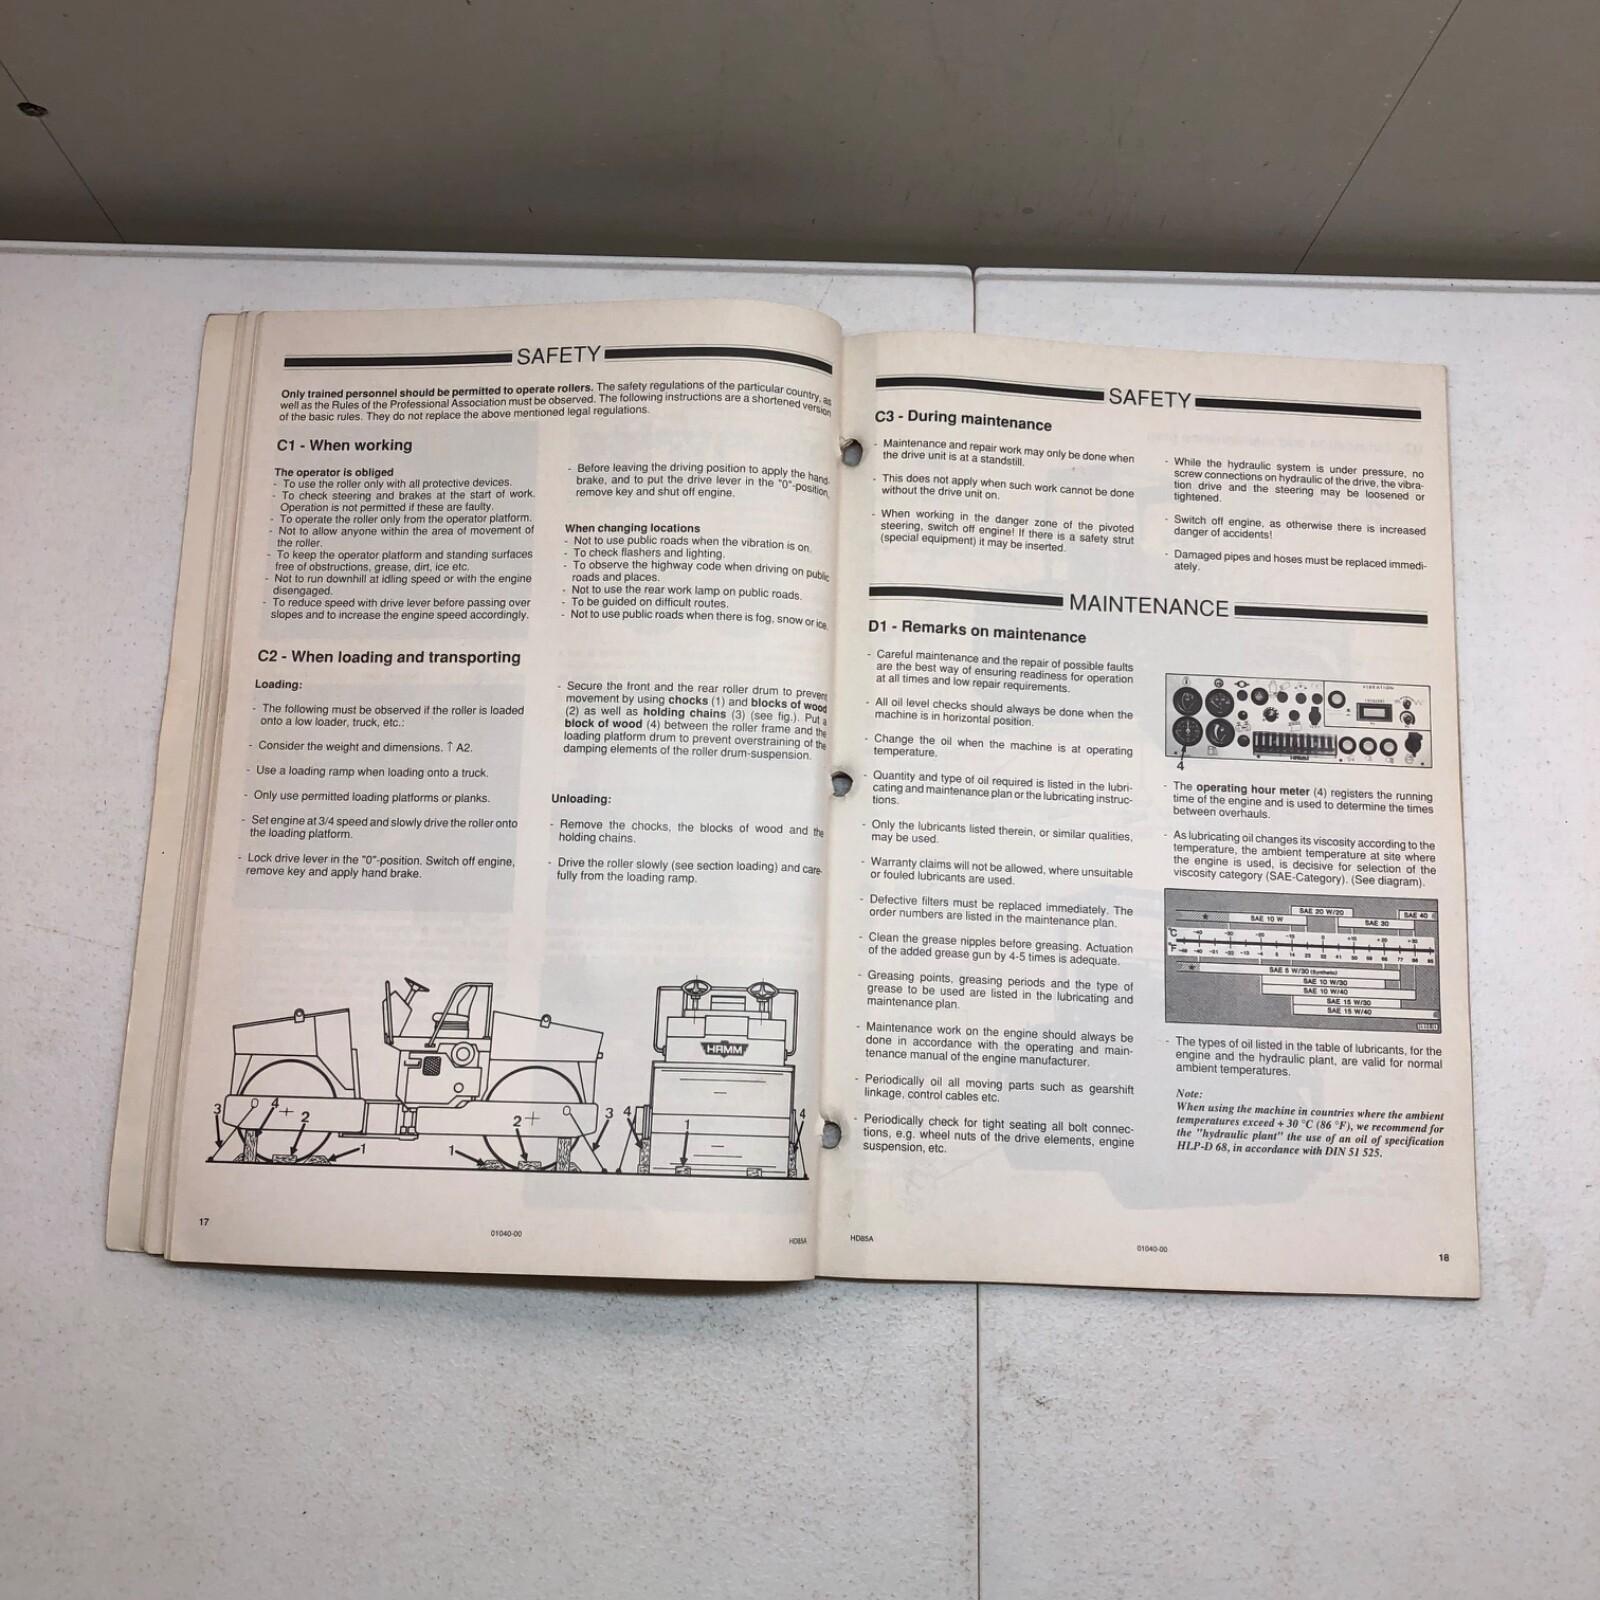 SAFETY
Only trained personnel should be permitted to operate rollers. The safety regulations of the particular country, as
well as the Rules of the Professional Association must be observed. The following instructions are a shortened version
of the basic rules. They do not replace the above mentioned legal regulations.
C1 - When working
The operator is obliged
- To use the roller only with all protective devices.
- To check steering and brakes at the start of work.
Operation is not permitted if these are faulty.
- To operate the roller only from the operator platform.
- Not to allow anyone within the area of movement of
the roller.
- To keep the operator platform and standing surfaces
free of obstructions, grease, dirt, ice etc.
- Not to run downhill at idling speed or with the engine
disengaged.
- To reduce speed with drive lever before passing over
slopes and to increase the engine speed accordingly.
- Before leaving the driving position to apply the hand-
brake, and to put the drive lever in the "0"-position,
remove key and shut off engine.
When changing locations
- Not to use public roads when the vibration is on.
- To check flashers and lighting.
- To observe the highway code when driving on public
roads and places.
- Not to use the rear work lamp on public roads.
- To be guided on difficult routes.
- Not to use public roads when there is fog, snow or ice.
C2 - When loading and transporting
Loading:
- The following must be observed if the roller is loaded
onto a low loader, truck, etc.:
- Consider the weight and dimensions. ↑ A2.
- Use a loading ramp when loading onto a truck.
- Only use permitted loading platforms or planks.
- Set engine at 3/4 speed and slowly drive the roller onto
the loading platform.
- Lock drive lever in the "0"-position. Switch off engine,
remove key and apply hand brake.
- Secure the front and the rear roller drum to prevent
movement by using chocks (1) and blocks of wood
(2) as well as holding chains (3) (see fig.). Put a
block of wood (4) between the roller frame and the
loading platform drum to prevent overstraining of the
damping elements of the roller drum-suspension.
Unloading:
- Remove the chocks, the blocks of wood and the
holding chains.
- Drive the roller slowly (see section loading) and care-
fully from the loading ramp.
HAMM
3 4 2 1 1 2 3 4 1 4
17
01040-00
HD85A
SAFETY
C3 - During maintenance
- Maintenance and repair work may only be done when
the drive unit is at a standstill.
- This does not apply when such work cannot be done
without the drive unit on.
- When working in the danger zone of the pivoted
steering, switch off engine! If there is a safety strut
(special equipment) it may be inserted.
- While the hydraulic system is under pressure, no
screw connections on hydraulic of the drive, the vibra-
tion drive and the steering may be loosened or
tightened.
- Switch off engine, as otherwise there is increased
danger of accidents!
- Damaged pipes and hoses must be replaced immedi-
ately.
MAINTENANCE
D1 - Remarks on maintenance
- Careful maintenance and the repair of possible faults
are the best way of ensuring readiness for operation
at all times and low repair requirements.
- All oil level checks should always be done when the
machine is in horizontal position.
- Change the oil when the machine is at operating
temperature.
- Quantity and type of oil required is listed in the lubri-
cating and maintenance plan or the lubricating instruc-
tions.
- Only the lubricants listed therein, or similar qualities,
may be used.
- Warranty claims will not be allowed, where unsuitable
or fouled lubricants are used.
- Defective filters must be replaced immediately. The
order numbers are listed in the maintenance plan.
- Clean the grease nipples before greasing. Actuation
of the added grease gun by 4-5 times is adequate.
- Greasing points, greasing periods and the type of
grease to be used are listed in the lubricating and
maintenance plan.
- Maintenance work on the engine should always be
done in accordance with the operating and main-
tenance manual of the engine manufacturer.
- Periodically oil all moving parts such as gearshift
linkage, control cables etc.
- Periodically check for tight seating all bolt connec-
tions, e.g. wheel nuts of the drive elements, engine
suspension, etc.
VIBRATION
4
- The operating hour meter (4) registers the running
time of the engine and is used to determine the times
between overhauls.
- As lubricating oil changes its viscosity according to the
temperature, the ambient temperature at site where
the engine is used, is decisive for selection of the
viscosity category (SAE-Category). (See diagram).
SAE 20 W/20
SAE 40
SAE 10 W
SAE 30
°C -40 -30 -20 -10 0 +10 +20 +30
°F
SAE 5 W/30 (Synthetic)
SAE 10 W/30
SAE 10 W/40
SAE 15 W/30
SAE 15 W/40
- The types of oil listed in the table of lubricants, for the
engine and the hydraulic plant, are valid for normal
ambient temperatures.
Note:
When using the machine in countries where the ambient
temperatures exceed + 30 °C (86 °F), we recommend for
the "hydraulic plant" the use of an oil of specification
HLP-D 68, in accordance with DIN 51 525.
HD85A
01040-00
18